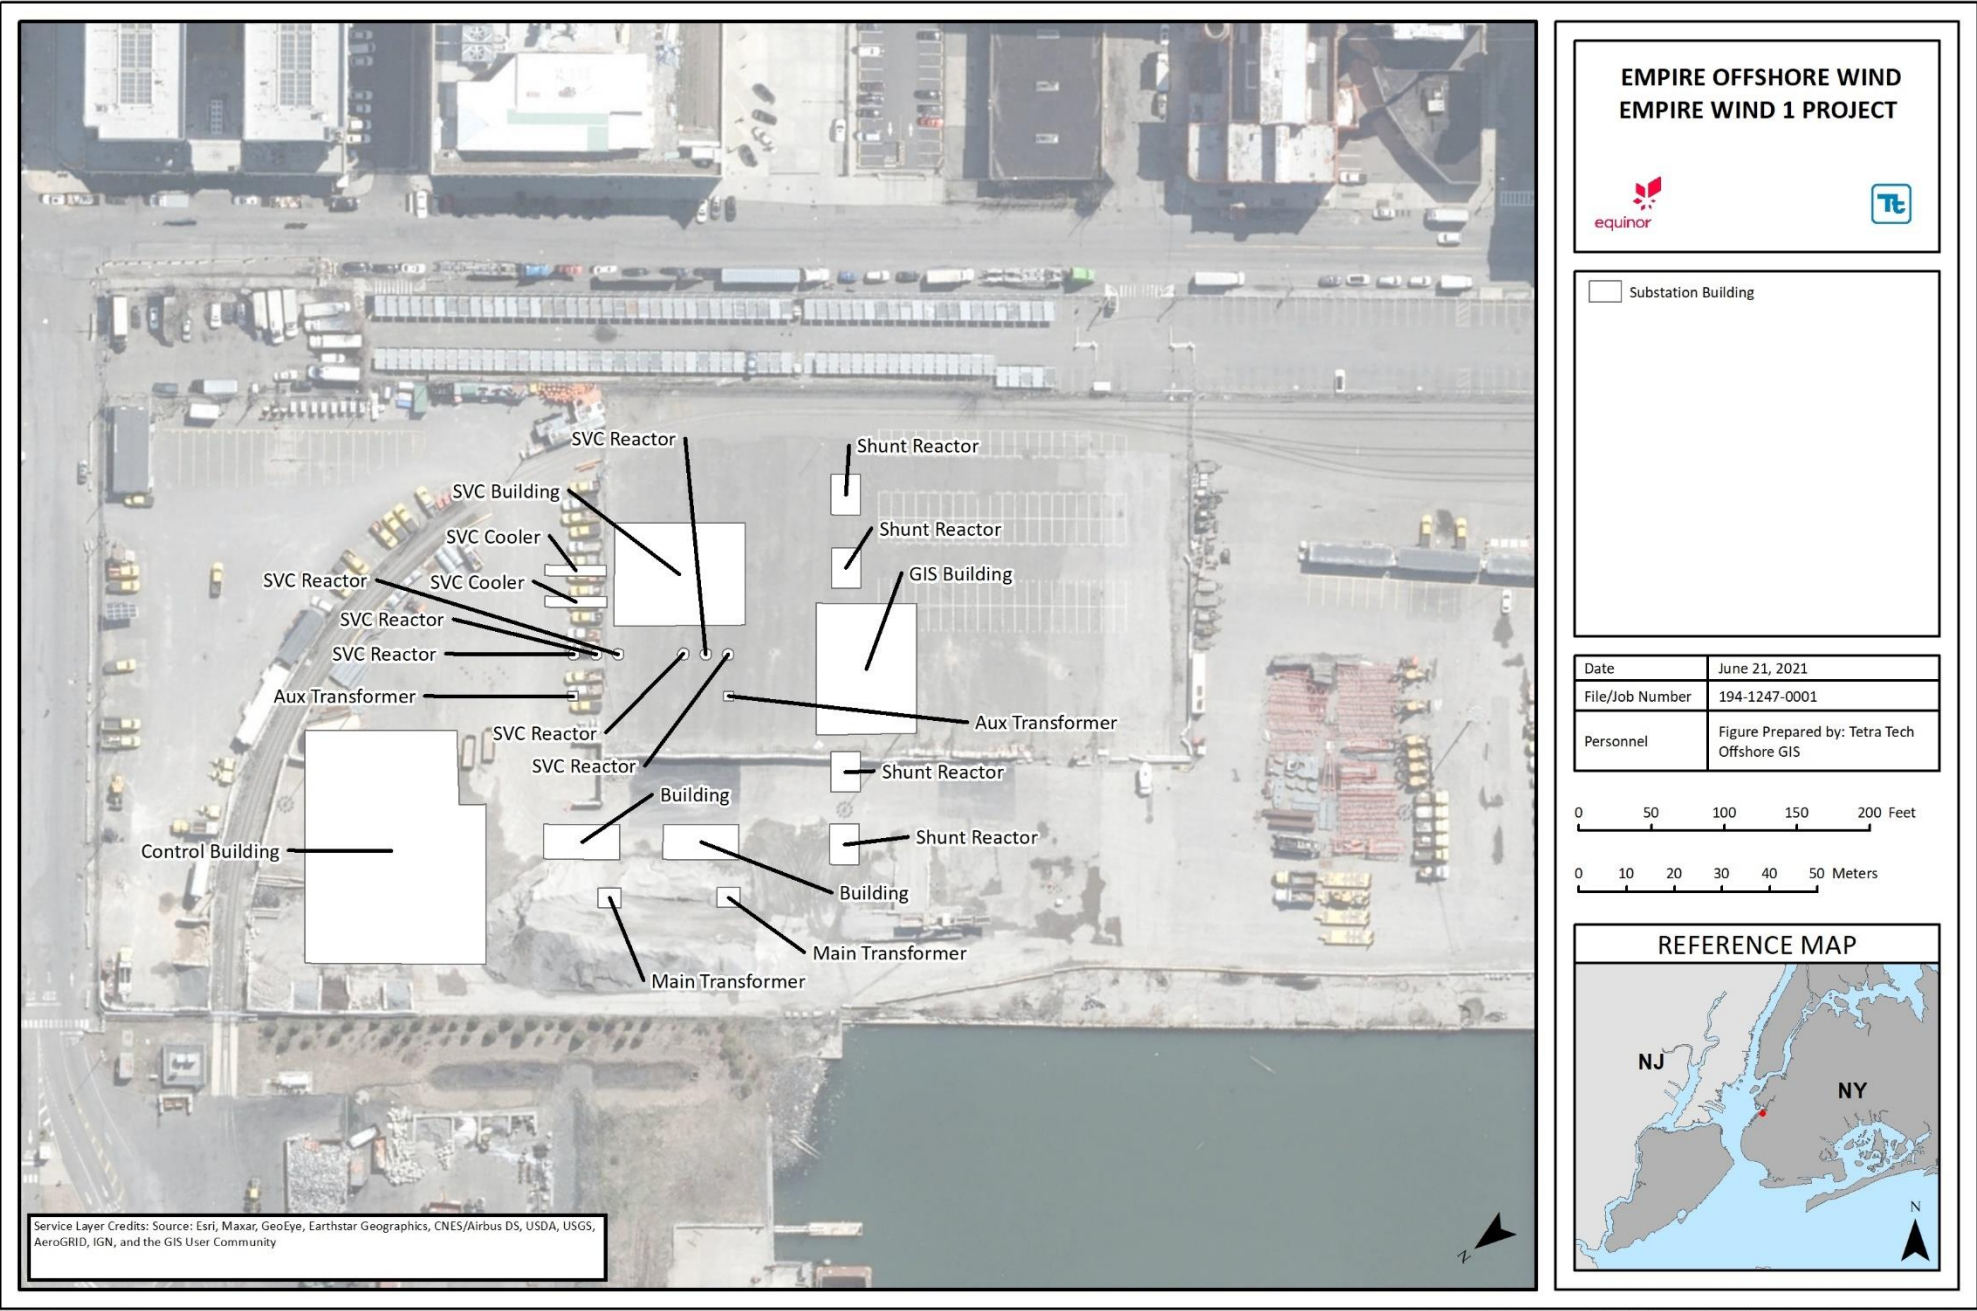 EMPIRE OFFSHORE WIND
EMPIRE WIND 1 PROJECT
equinor
Tt
Substation Building
SVC Reactor
Shunt Reactor
SVC Building
Shunt Reactor
SVC Cooler
GIS Building
SVC Reactor
SVC Cooler
SVC Reactor
SVC Reactor
Aux Transformer
Aux Transformer
SVC Reactor
SVC Reactor
Shunt Reactor
Building
Shunt Reactor
Control Building
Building
Main Transformer
Main Transformer
Date June 21, 2021
File/Job Number 194-1247-0001
Personnel Figure Prepared by: Tetra Tech
Offshore GIS
0 50 100 150 200 Feet
0 10 20 30 40 50 Meters
REFERENCE MAP
NJ
NY
N
N
Service Layer Credits: Source: Esri, Maxar, GeoEye, Earthstar Geographics, CNES/Airbus DS, USDA, USGS,
AeroGRID, IGN, and the GIS User Community